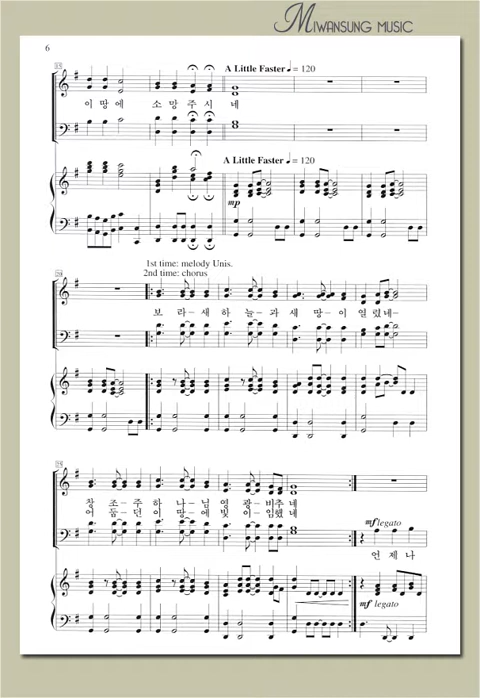 MIWANSUNG MUSIC
6
A Little Faster ♩ = 120
이 땅 에 소 망 주 시 네
A Little Faster ♩ = 120
mp
1st time: melody Unis.
2nd time: chorus
보 라 - 새 하 늘 - 과 새 땅 - 이 열 렸 네 -
25
창 조 - 주 하 나 - 님 영 광 - 비추 네
어 둠 - 던 이 땅 - 에 빛 이 - 임했 네
mf legato
언 제 나
mf legato